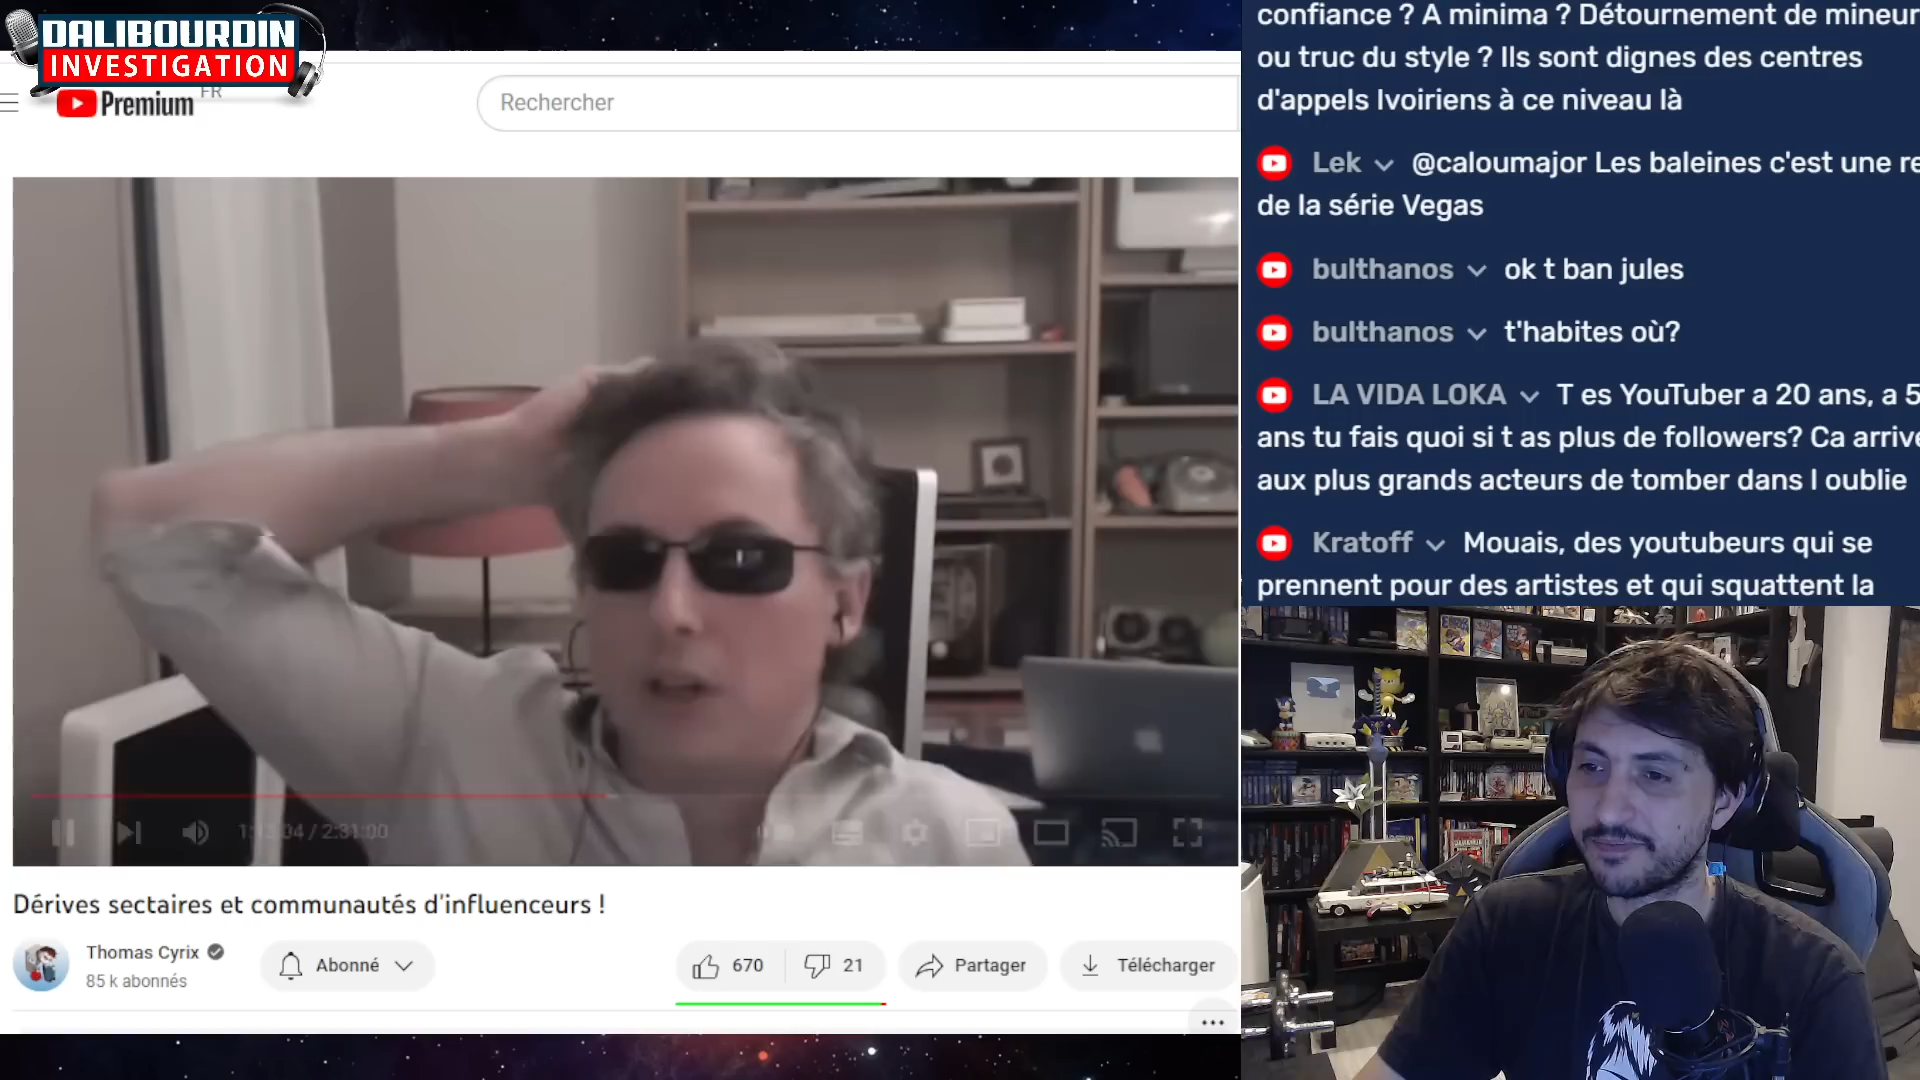 DALIBOURDIN
INVESTIGATION
Premium
FR
Rechercher
1:13:04 / 2:31:00
Dérives sectaires et communautés d'influenceurs !
Thomas Cyrix
85 k abonnés
Abonné
670
21
Partager
Télécharger
confiance ? A minima ? Détournement de mineur
ou truc du style ? Ils sont dignes des centres
d'appels Ivoiriens à ce niveau là
Lek @caloumajor Les baleines c'est une re
de la série Vegas
bulthanos ok t ban jules
bulthanos t'habites où?
LA VIDA LOKA T es YouTuber a 20 ans, a 5
ans tu fais quoi si t as plus de followers? Ca arrive
aux plus grands acteurs de tomber dans l oublie
Kratoff Mouais, des youtubeurs qui se
prennent pour des artistes et qui squattent la